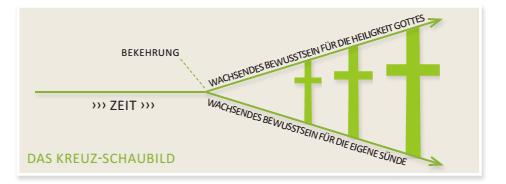 WACHSENDES BEWUSSTSEIN FÜR DIE HEILIGKEIT GOTTES
BEKEHRUNG
››› ZEIT ›››
WACHSENDES BEWUSSTSEIN FÜR DIE EIGENE SÜNDE
DAS KREUZ-SCHAUBILD